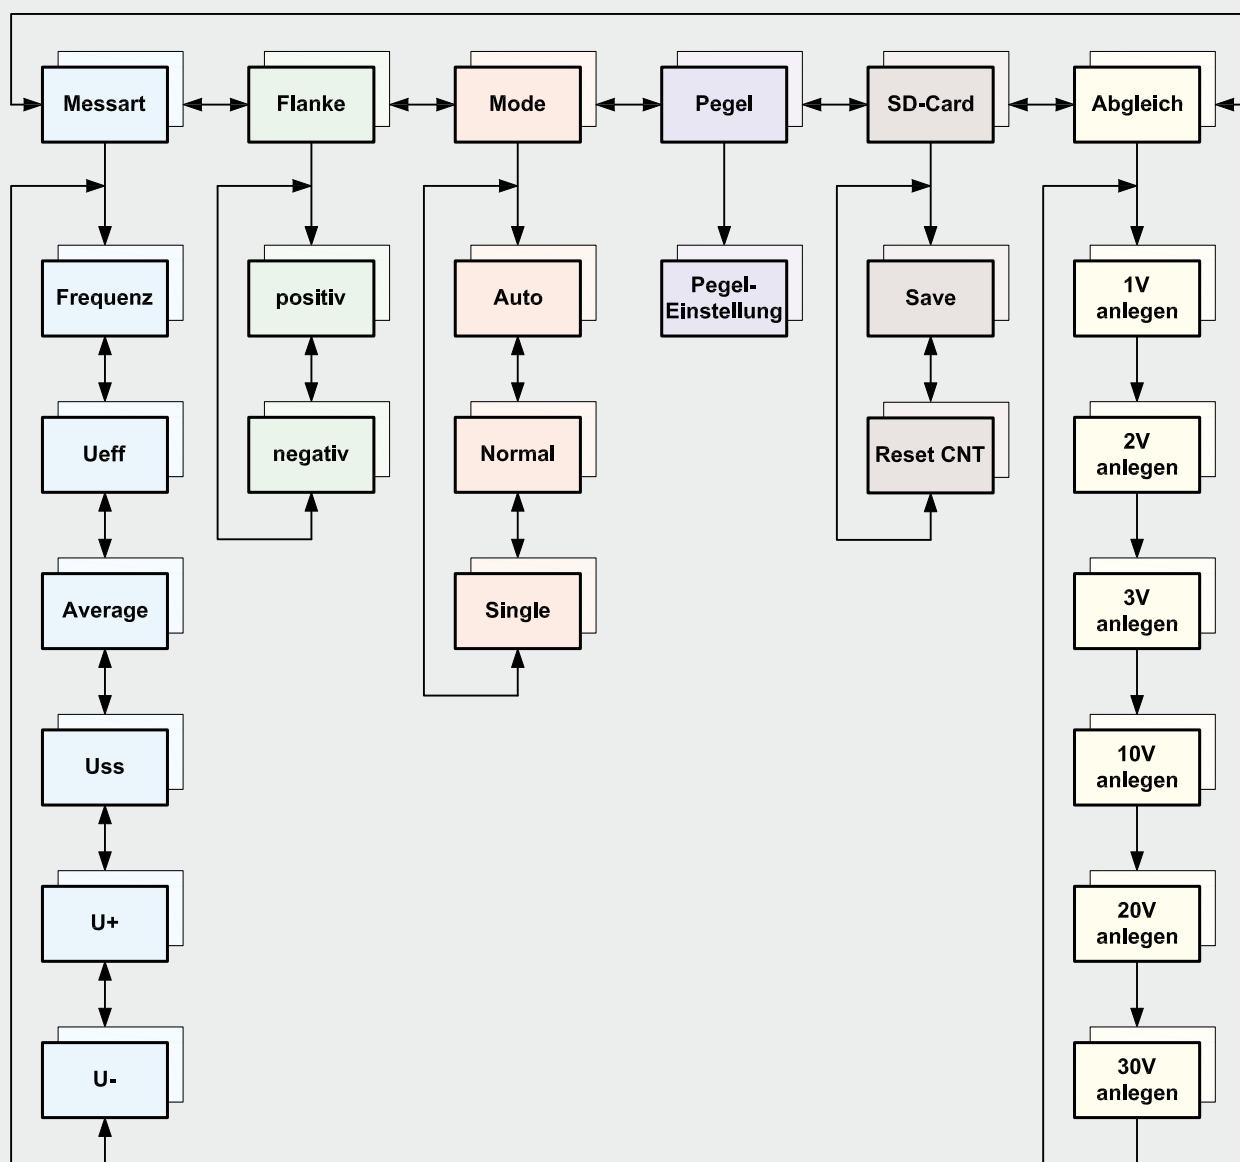 Messart
Flanke
Mode
Pegel
SD-Card
Abgleich
Frequenz
positiv
Auto
Pegel-
Einstellung
Save
1V
anlegen
Ueff
negativ
Normal
Reset CNT
2V
anlegen
Average
Single
3V
anlegen
Uss
10V
anlegen
U+
20V
anlegen
U-
30V
anlegen